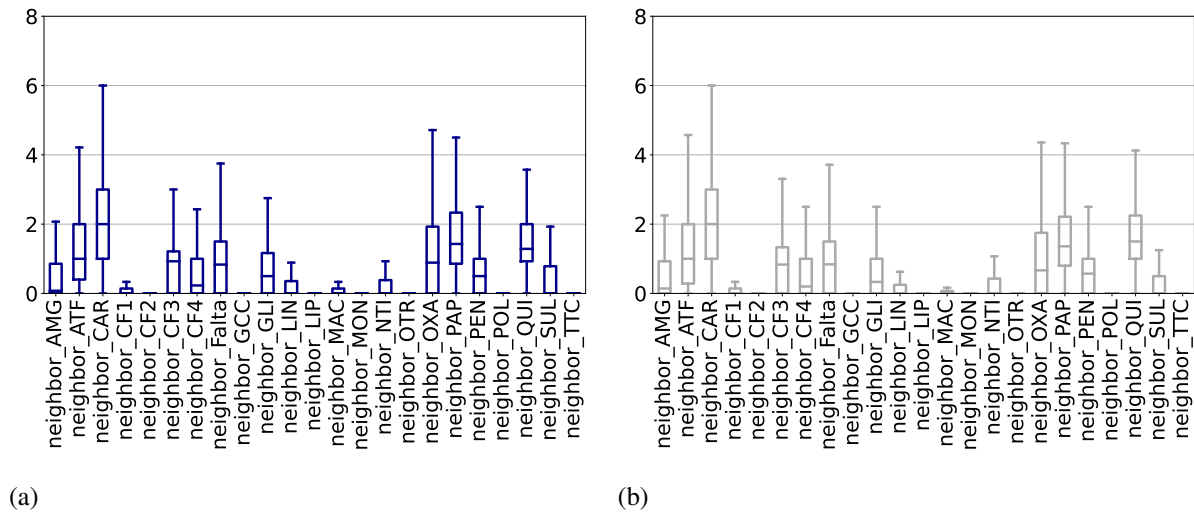 8
6
4
2
0
neighbor_AMG
neighbor_ATF
neighbor_CAR
neighbor_CF1
neighbor_CF2
neighbor_CF3
neighbor_CF4
neighbor_Falta
neighbor_GCC
neighbor_GLI
neighbor_LIN
neighbor_LIP
neighbor_MAC
neighbor_MON
neighbor_NTI
neighbor_OTR
neighbor_OXA
neighbor_PAP
neighbor_PEN
neighbor_POL
neighbor_QUI
neighbor_SUL
neighbor_TTC
(a)
8
6
4
2
0
neighbor_AMG
neighbor_ATF
neighbor_CAR
neighbor_CF1
neighbor_CF2
neighbor_CF3
neighbor_CF4
neighbor_Falta
neighbor_GCC
neighbor_GLI
neighbor_LIN
neighbor_LIP
neighbor_MAC
neighbor_MON
neighbor_NTI
neighbor_OTR
neighbor_OXA
neighbor_PAP
neighbor_PEN
neighbor_POL
neighbor_QUI
neighbor_SUL
neighbor_TTC
(b)